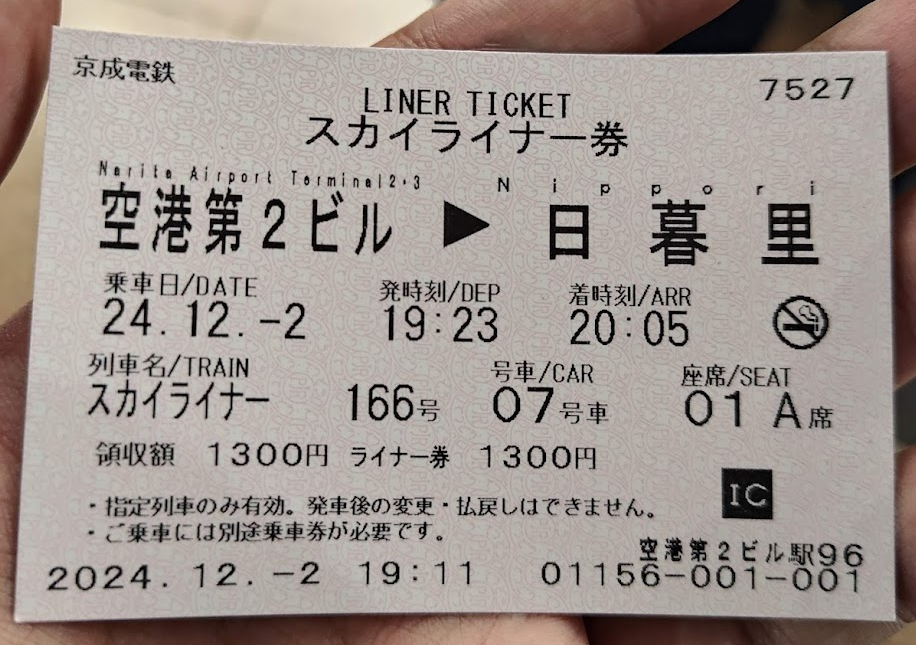 京成電鉄
7527
LINER TICKET
スカイライナー券
Narita Airport Terminal2・3 Nippori
空港第2ビル ▶ 日暮里
乗車日/DATE 発時刻/DEP 着時刻/ARR
24.12.-2 19:23 20:05
列車名/TRAIN 号車/CAR 座席/SEAT
スカイライナー 166号 07号車 01 A席
領収額 1300円 ライナー券 1300円
IC
・指定列車のみ有効。発車後の変更・払戻しはできません。
・ご乗車には別途乗車券が必要です。
空港第2ビル駅96
2024.12.-2 19:11 01156-001-001